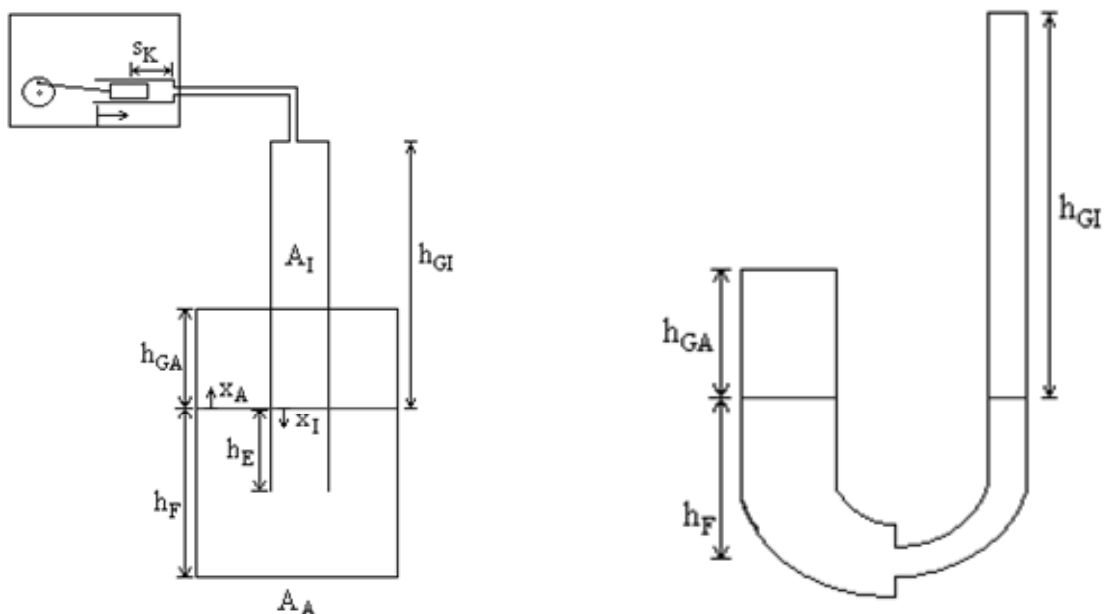 s_K
A_I
h_GI
h_GA
x_A
x_I
h_E
h_F
A_A
h_GI
h_GA
h_F